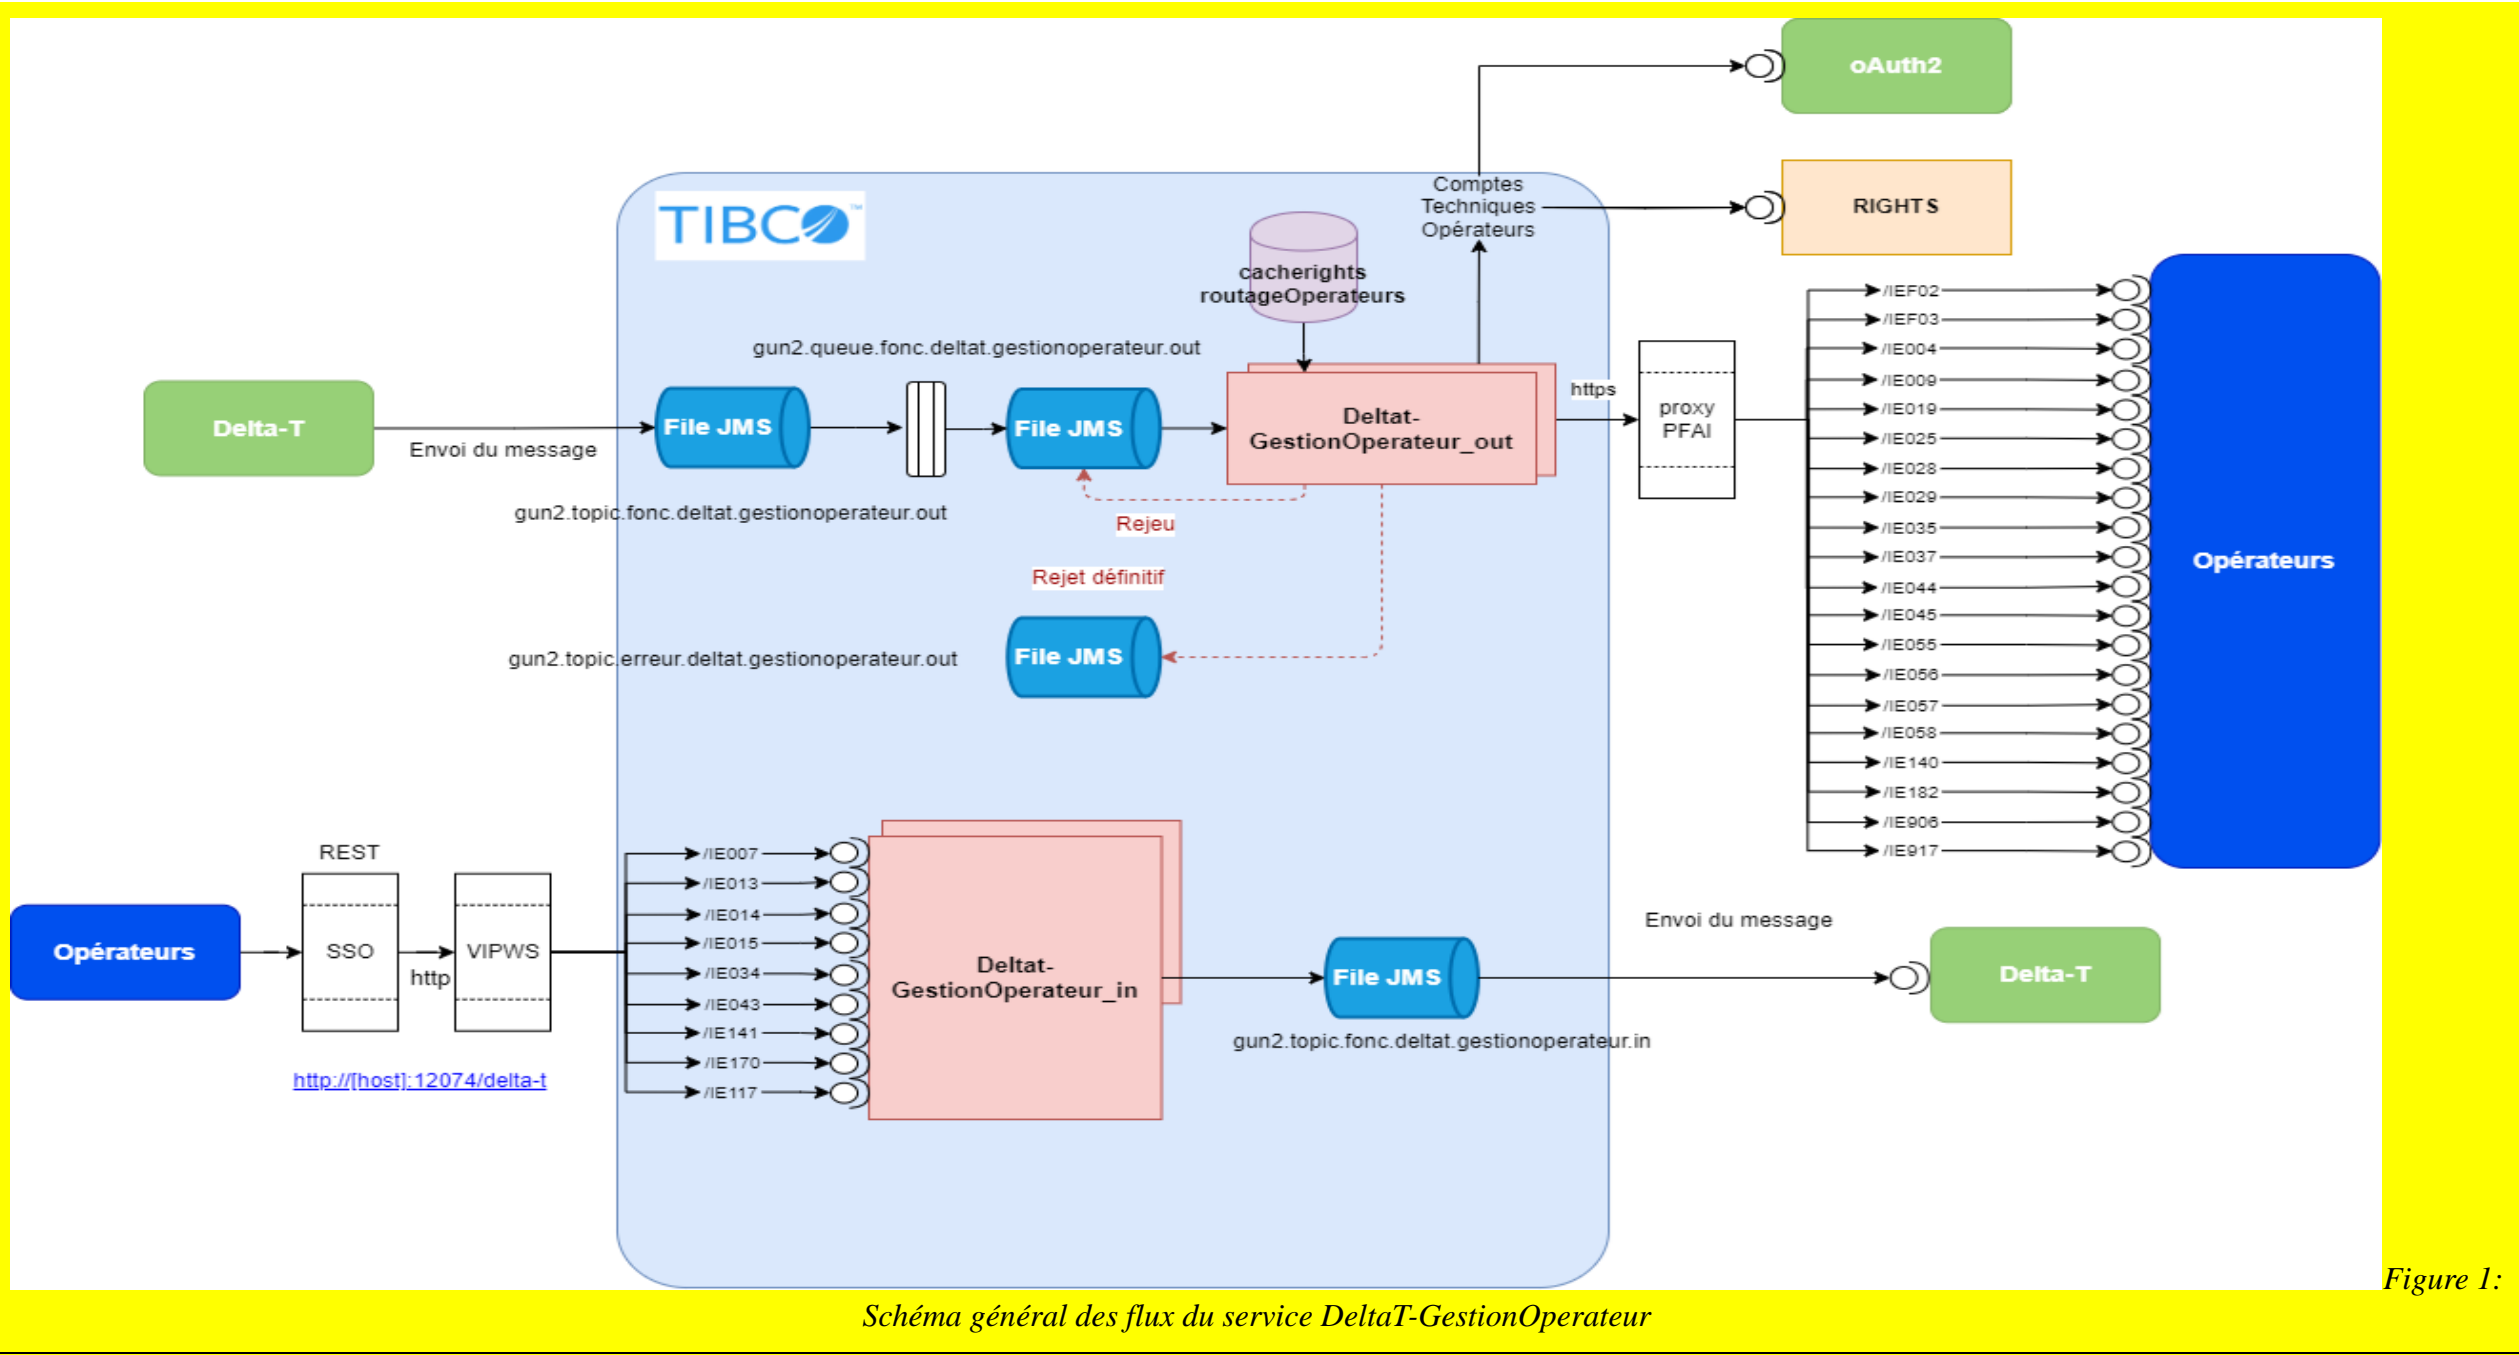 oAuth2
TIBCO™
Comptes
Techniques
Opérateurs
RIGHTS
cacherights
routageOperateurs
gun2.queue.fonc.deltat.gestionoperateur.out
Delta-T
Envoi du message
File JMS
File JMS
Deltat-
GestionOperateur_out
https
proxy
PFAI
gun2.topic.fonc.deltat.gestionoperateur.out
Rejeu
Rejet définitif
File JMS
gun2.topic.erreur.deltat.gestionoperateur.out
/IEF02
/IEF03
/IE004
/IE009
/IE019
/IE025
/IE028
/IE029
/IE035
/IE037
/IE044
/IE045
/IE055
/IE056
/IE057
/IE058
/IE140
/IE182
/IE906
/IE917
Opérateurs
Opérateurs
REST
SSO
http
VIPWS
http://[host]:12074/delta-t
/IE007
/IE013
/IE014
/IE015
/IE034
/IE043
/IE141
/IE170
/IE117
Deltat-
GestionOperateur_in
File JMS
gun2.topic.fonc.deltat.gestionoperateur.in
Envoi du message
Delta-T
Figure 1:
Schéma général des flux du service DeltaT-GestionOperateur